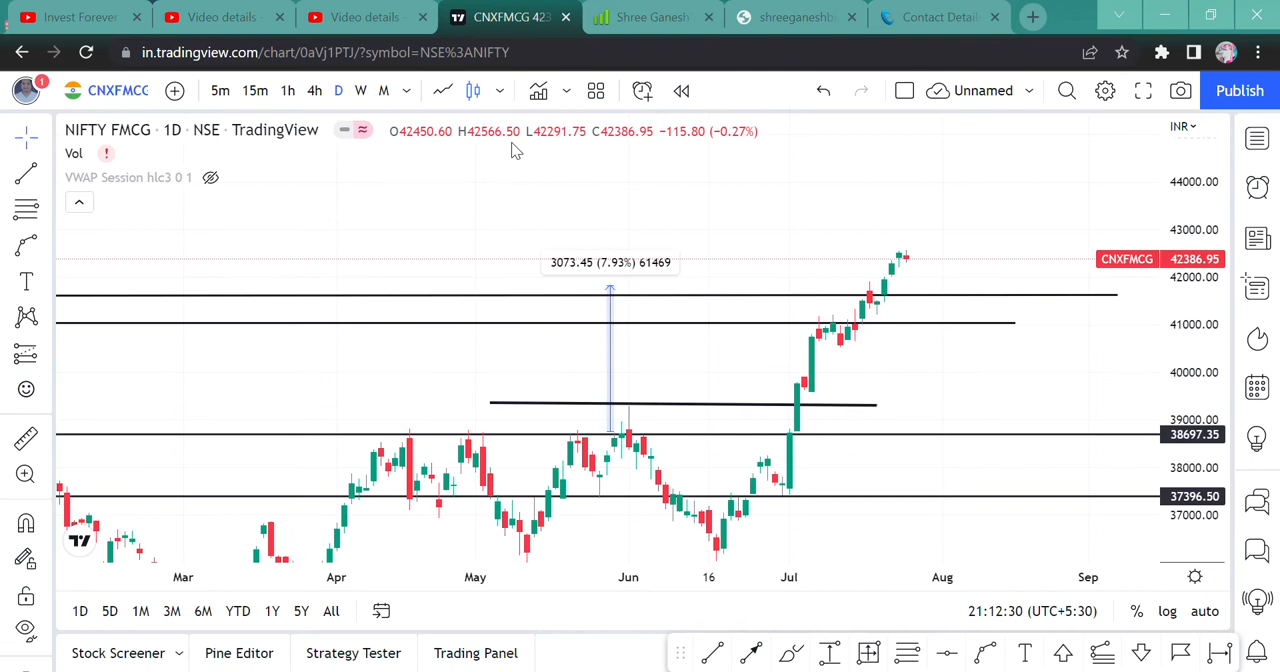 Invest Forever
Video details
Video details
CNXFMCG 423
Shree Ganesh
shreeganeshb
Contact Detail
in.tradingview.com/chart/0aVj1PTJ/?symbol=NSE%3ANIFTY
1
CNXFMCG
5m 15m 1h 4h D W M
Unnamed
Publish
NIFTY FMCG · 1D · NSE · TradingView
O42450.60 H42566.50 L42291.75 C42386.95 −115.80 (−0.27%)
INR
Vol
VWAP Session hlc3 0 1
44000.00
43000.00
CNXFMCG 42386.95
3073.45 (7.93%) 61469
42000.00
41000.00
40000.00
39000.00
38697.35
38000.00
37396.50
37000.00
Mar Apr May Jun 16 Jul Aug Sep
1D 5D 1M 3M 6M YTD 1Y 5Y All
21:12:30 (UTC+5:30)
% log auto
Stock Screener Pine Editor Strategy Tester Trading Panel